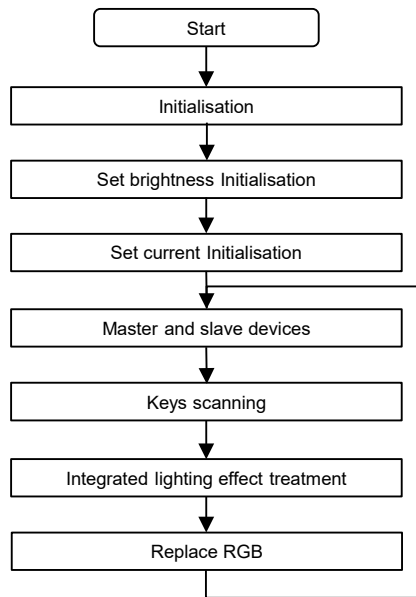 Start
Initialisation
Set brightness Initialisation
Set current Initialisation
Master and slave devices
Keys scanning
Integrated lighting effect treatment
Replace RGB